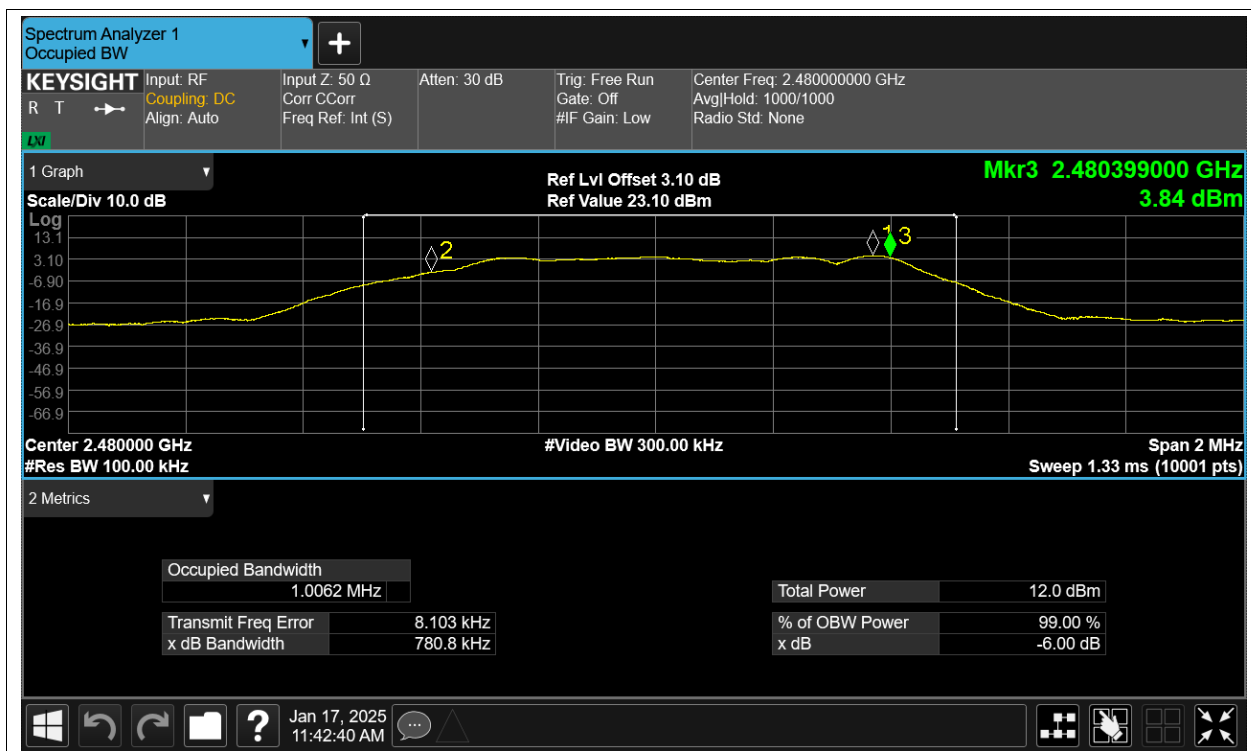 Spectrum Analyzer 1
Occupied BW
KEYSIGHT
R T
LXI
Input: RF
Coupling: DC
Align: Auto
Input Z: 50 Ω
Corr CCorr
Freq Ref: Int (S)
Atten: 30 dB
Trig: Free Run
Gate: Off
#IF Gain: Low
Center Freq: 2.480000000 GHz
Avg|Hold: 1000/1000
Radio Std: None
1 Graph
Scale/Div 10.0 dB
Ref Lvl Offset 3.10 dB
Ref Value 23.10 dBm
Mkr3 2.480399000 GHz
3.84 dBm
Log
13.1
3.10
-6.90
-16.9
-26.9
-36.9
-46.9
-56.9
-66.9
2
1
3
Center 2.480000 GHz
#Res BW 100.00 kHz
#Video BW 300.00 kHz
Span 2 MHz
Sweep 1.33 ms (10001 pts)
2 Metrics
Occupied Bandwidth
1.0062 MHz
Transmit Freq Error 8.103 kHz
x dB Bandwidth 780.8 kHz
Total Power 12.0 dBm
% of OBW Power 99.00 %
x dB -6.00 dB
?
Jan 17, 2025
11:42:40 AM